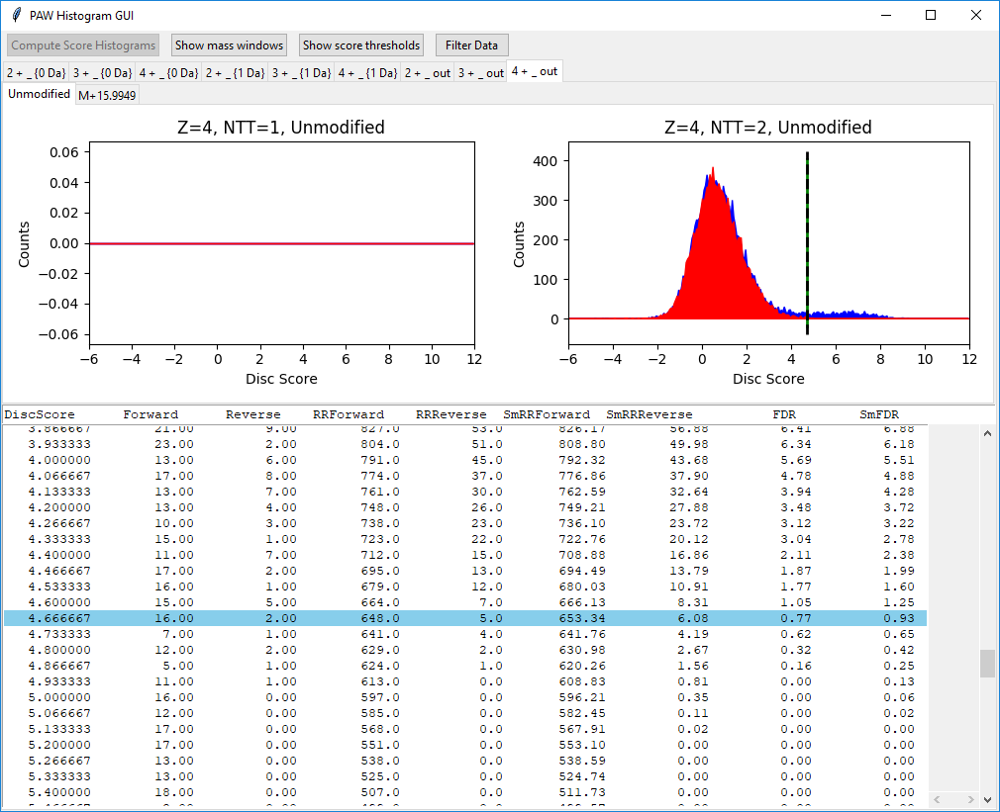 PAW Histogram GUI
Compute Score Histograms Show mass windows Show score thresholds Filter Data
2 + _ {0 Da} 3 + _ {0 Da} 4 + _ {0 Da} 2 + _ {1 Da} 3 + _ {1 Da} 4 + _ {1 Da} 2 + _ out 3 + _ out 4 + _ out
Unmodified M+15.9949
Z=4, NTT=1, Unmodified
0.06
0.04
0.02
0.00
−0.02
−0.04
−0.06
Counts
−6 −4 −2 0 2 4 6 8 10 12
Disc Score
Z=4, NTT=2, Unmodified
400
300
200
100
0
Counts
−6 −4 −2 0 2 4 6 8 10 12
Disc Score
DiscScore Forward Reverse RRForward RRReverse SmRRForward SmRRReverse FDR SmFDR
3.866667 21.00 9.00 827.0 53.0 826.17 56.88 6.41 6.88
3.933333 23.00 2.00 804.0 51.0 808.80 49.98 6.34 6.18
4.000000 13.00 6.00 791.0 45.0 792.32 43.68 5.69 5.51
4.066667 17.00 8.00 774.0 37.0 776.86 37.90 4.78 4.88
4.133333 13.00 7.00 761.0 30.0 762.59 32.64 3.94 4.28
4.200000 13.00 4.00 748.0 26.0 749.21 27.88 3.48 3.72
4.266667 10.00 3.00 738.0 23.0 736.10 23.72 3.12 3.22
4.333333 15.00 1.00 723.0 22.0 722.76 20.12 3.04 2.78
4.400000 11.00 7.00 712.0 15.0 708.88 16.86 2.11 2.38
4.466667 17.00 2.00 695.0 13.0 694.49 13.79 1.87 1.99
4.533333 16.00 1.00 679.0 12.0 680.03 10.91 1.77 1.60
4.600000 15.00 5.00 664.0 7.0 666.13 8.31 1.05 1.25
4.666667 16.00 2.00 648.0 5.0 653.34 6.08 0.77 0.93
4.733333 7.00 1.00 641.0 4.0 641.76 4.19 0.62 0.65
4.800000 12.00 2.00 629.0 2.0 630.98 2.67 0.32 0.42
4.866667 5.00 1.00 624.0 1.0 620.26 1.56 0.16 0.25
4.933333 11.00 1.00 613.0 0.0 608.83 0.81 0.00 0.13
5.000000 16.00 0.00 597.0 0.0 596.21 0.35 0.00 0.06
5.066667 12.00 0.00 585.0 0.0 582.45 0.11 0.00 0.02
5.133333 17.00 0.00 568.0 0.0 567.91 0.02 0.00 0.00
5.200000 17.00 0.00 551.0 0.0 553.10 0.00 0.00 0.00
5.266667 13.00 0.00 538.0 0.0 538.59 0.00 0.00 0.00
5.333333 13.00 0.00 525.0 0.0 524.74 0.00 0.00 0.00
5.400000 18.00 0.00 507.0 0.0 511.73 0.00 0.00 0.00